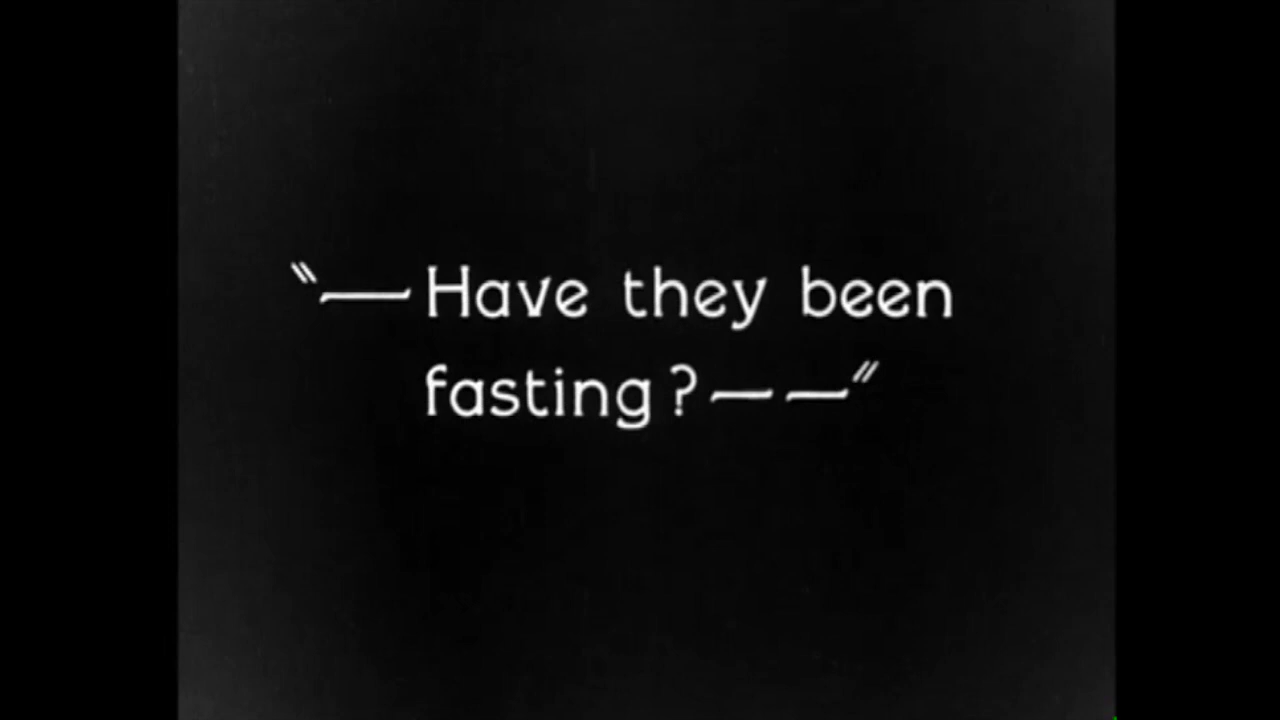 "—Have they been
fasting?— —"